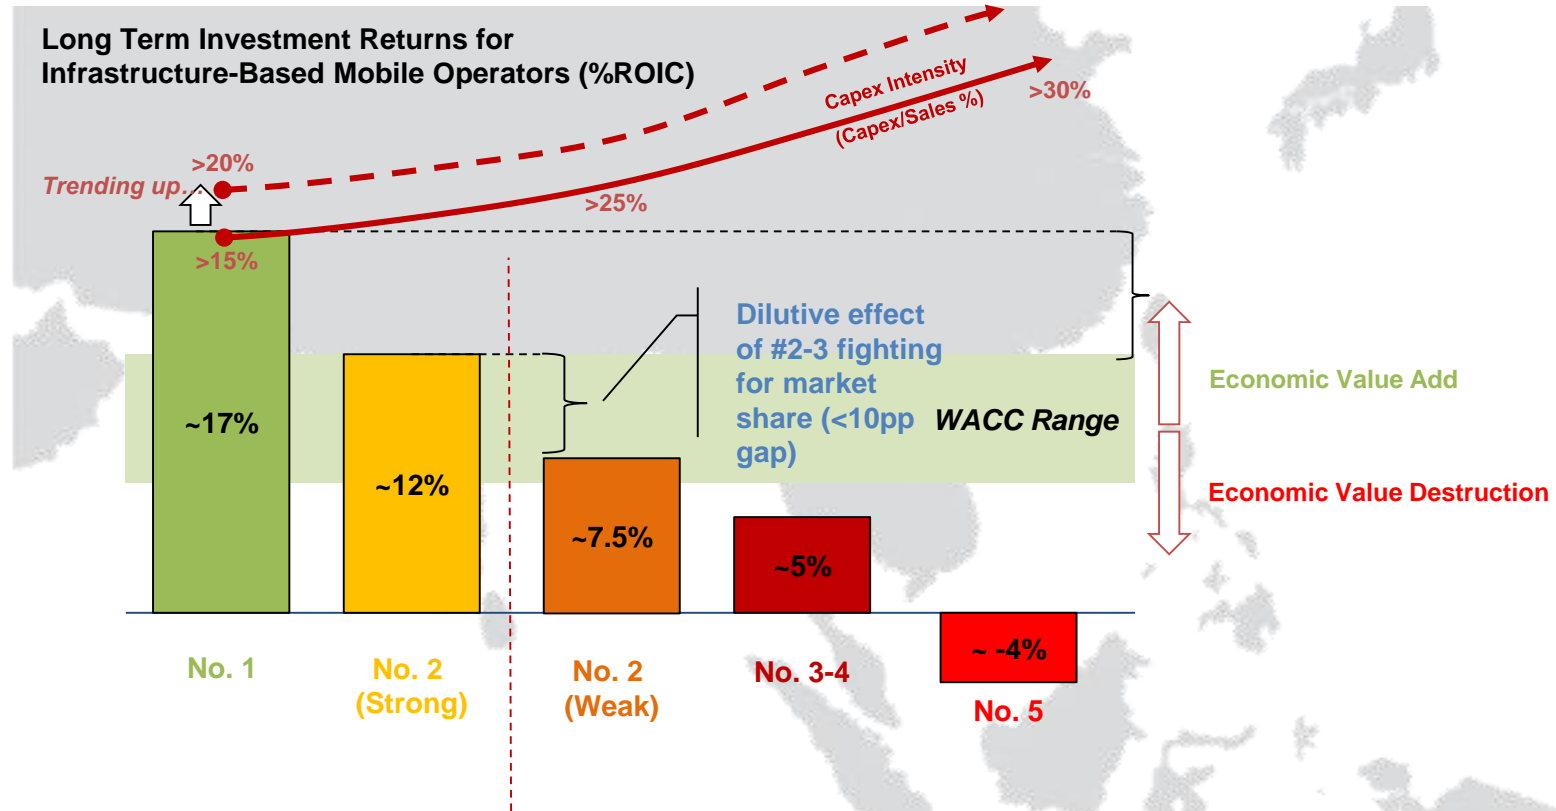 Long Term Investment Returns for
Infrastructure-Based Mobile Operators (%ROIC)
Capex Intensity
(Capex/Sales %)
>30%
>20%
Trending up...
>25%
>15%
Dilutive effect
of #2-3 fighting
for market
share (<10pp
gap)
WACC Range
Economic Value Add
Economic Value Destruction
~17%
~12%
~7.5%
~5%
~ -4%
No. 1
No. 2
(Strong)
No. 2
(Weak)
No. 3-4
No. 5